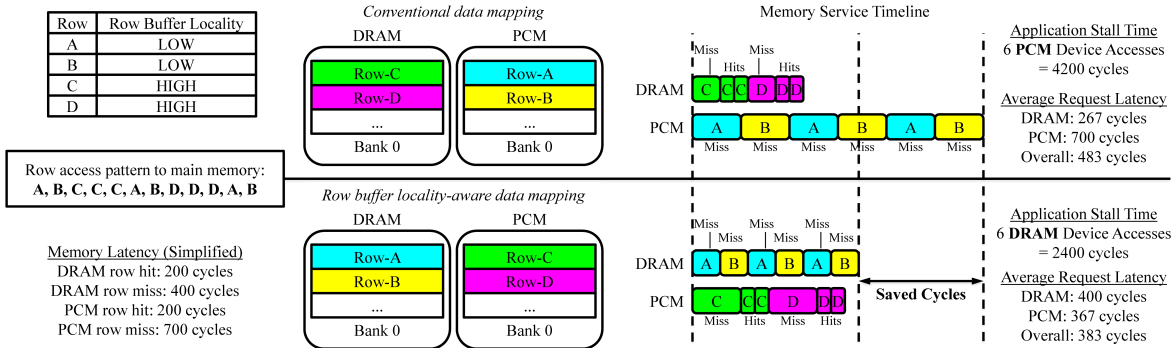 Row Row Buffer Locality
A LOW
B LOW
C HIGH
D HIGH
Row access pattern to main memory:
A, B, C, C, C, A, B, D, D, D, A, B
Memory Latency (Simplified)
DRAM row hit: 200 cycles
DRAM row miss: 400 cycles
PCM row hit: 200 cycles
PCM row miss: 700 cycles
Conventional data mapping
DRAM PCM
Row-C Row-A
Row-D Row-B
... ...
Bank 0 Bank 0
Memory Service Timeline
Miss Miss
Hits Hits
DRAM C C C D D D
PCM A B A B A B
Miss Miss Miss Miss Miss Miss
Application Stall Time
6 PCM Device Accesses
= 4200 cycles
Average Request Latency
DRAM: 267 cycles
PCM: 700 cycles
Overall: 483 cycles
Row buffer locality-aware data mapping
DRAM PCM
Row-A Row-C
Row-B Row-D
... ...
Bank 0 Bank 0
Miss Miss Miss
Miss Miss Miss
DRAM A B A B A B
PCM C C C D D D
Miss Hits Miss Hits
Saved Cycles
Application Stall Time
6 DRAM Device Accesses
= 2400 cycles
Average Request Latency
DRAM: 400 cycles
PCM: 367 cycles
Overall: 383 cycles